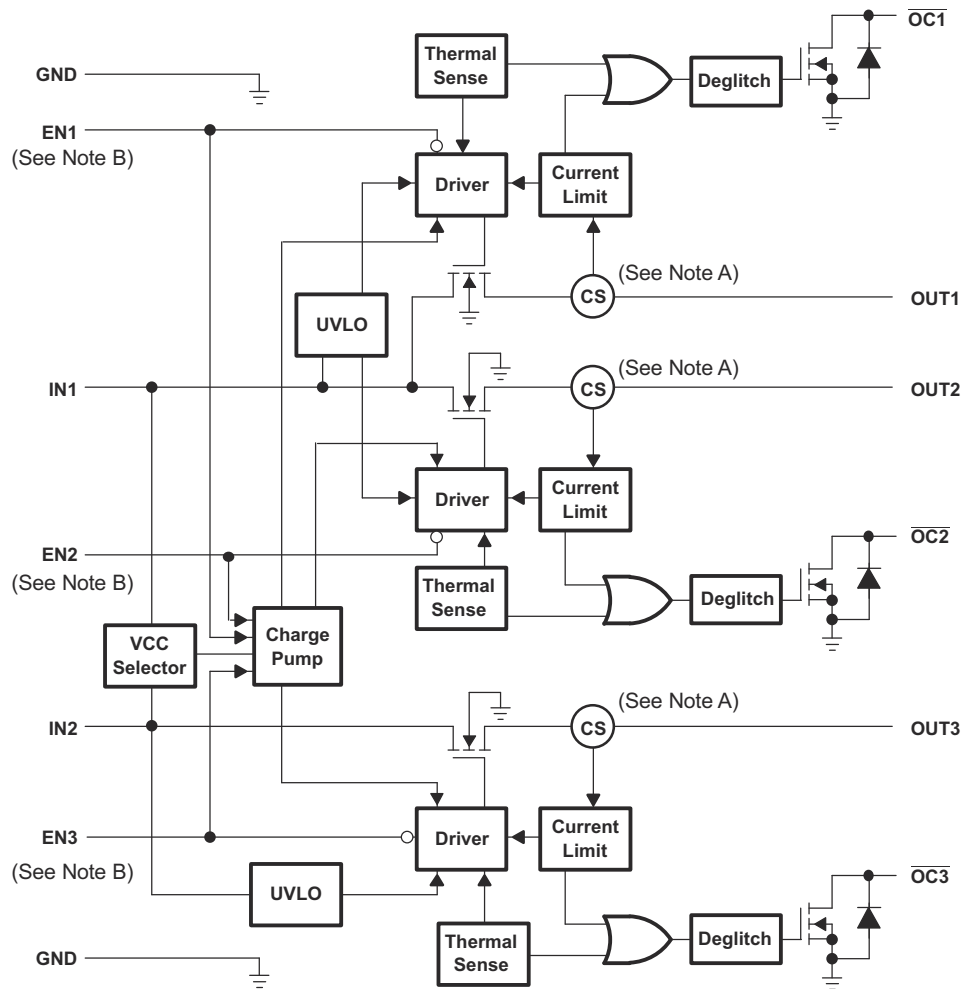 OC1
Thermal
Sense
GND
Deglitch
EN1
(See Note B)
Driver
Current
Limit
(See Note A)
CS
OUT1
UVLO
(See Note A)
IN1
CS
OUT2
Driver
Current
Limit
OC2
EN2
(See Note B)
Thermal
Sense
Deglitch
VCC
Selector
Charge
Pump
(See Note A)
IN2
CS
OUT3
EN3
(See Note B)
Driver
Current
Limit
OC3
UVLO
Thermal
Sense
Deglitch
GND